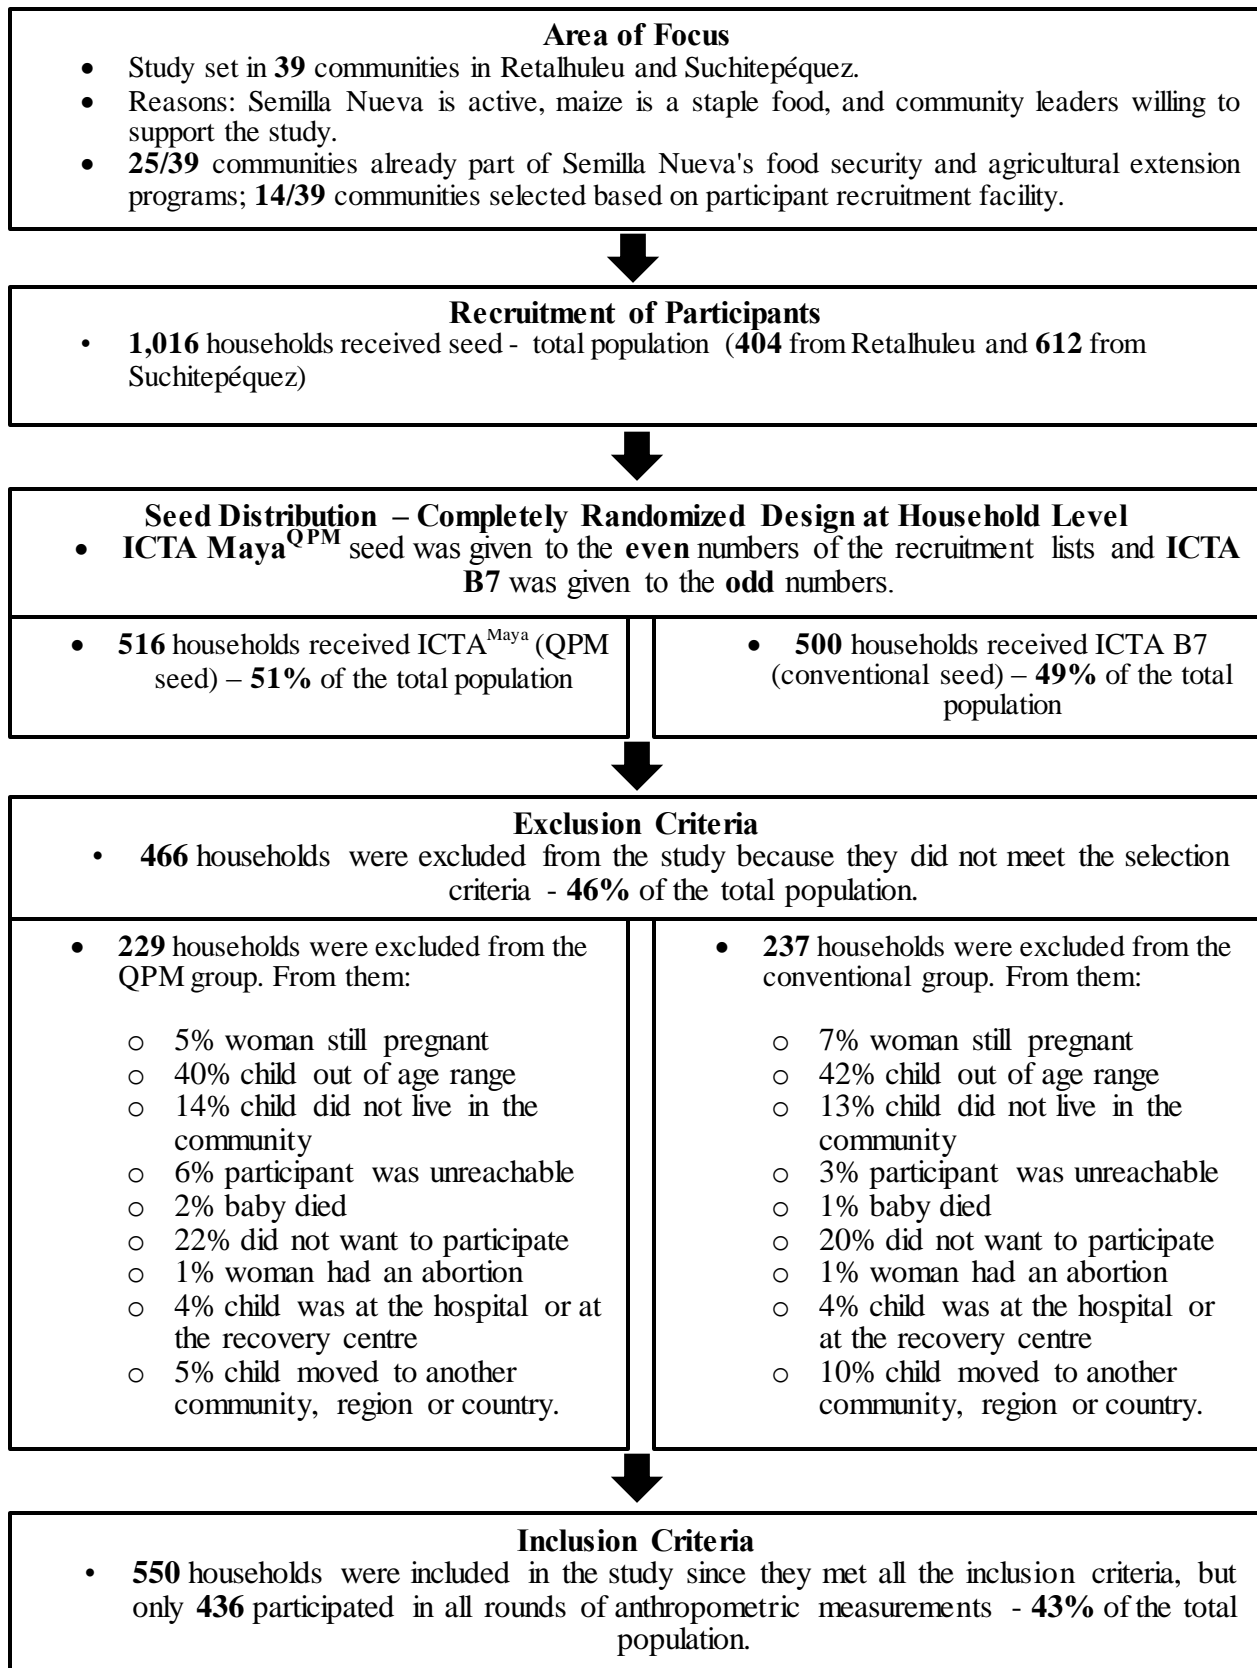 Area of Focus
• Study set in 39 communities in Retalhuleu and Suchitepéquez.
• Reasons: Semilla Nueva is active, maize is a staple food, and community leaders willing to
support the study.
• 25/39 communities already part of Semilla Nueva's food security and agricultural extension
programs; 14/39 communities selected based on participant recruitment facility.
Recruitment of Participants
• 1,016 households received seed - total population (404 from Retalhuleu and 612 from
Suchitepéquez)
Seed Distribution – Completely Randomized Design at Household Level
• ICTA Maya^QPM seed was given to the even numbers of the recruitment lists and ICTA
B7 was given to the odd numbers.
• 516 households received ICTA^Maya (QPM
seed) – 51% of the total population
• 500 households received ICTA B7
(conventional seed) – 49% of the total
population
Exclusion Criteria
• 466 households were excluded from the study because they did not meet the selection
criteria - 46% of the total population.
• 229 households were excluded from the
QPM group. From them:
o 5% woman still pregnant
o 40% child out of age range
o 14% child did not live in the
community
o 6% participant was unreachable
o 2% baby died
o 22% did not want to participate
o 1% woman had an abortion
o 4% child was at the hospital or at
the recovery centre
o 5% child moved to another
community, region or country.
• 237 households were excluded from the
conventional group. From them:
o 7% woman still pregnant
o 42% child out of age range
o 13% child did not live in the
community
o 3% participant was unreachable
o 1% baby died
o 20% did not want to participate
o 1% woman had an abortion
o 4% child was at the hospital or
at the recovery centre
o 10% child moved to another
community, region or country.
Inclusion Criteria
• 550 households were included in the study since they met all the inclusion criteria, but
only 436 participated in all rounds of anthropometric measurements - 43% of the total
population.